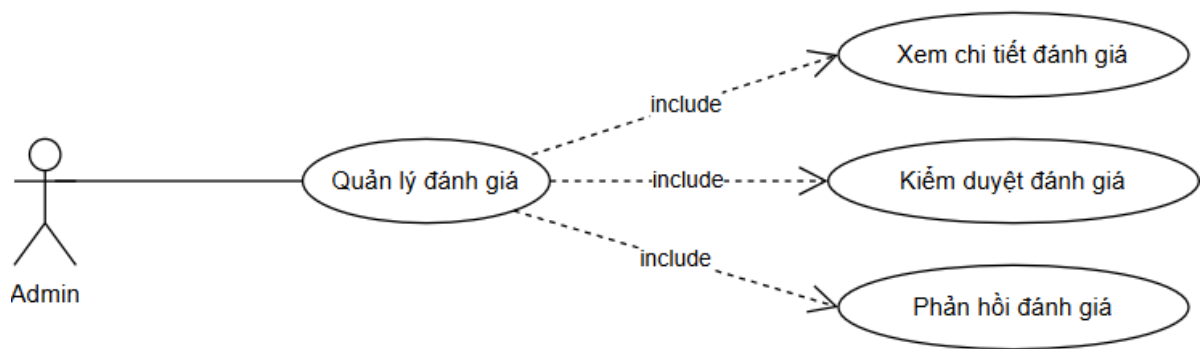 Xem chi tiết đánh giá
include
Quản lý đánh giá
include
Kiểm duyệt đánh giá
include
Phản hồi đánh giá
Admin